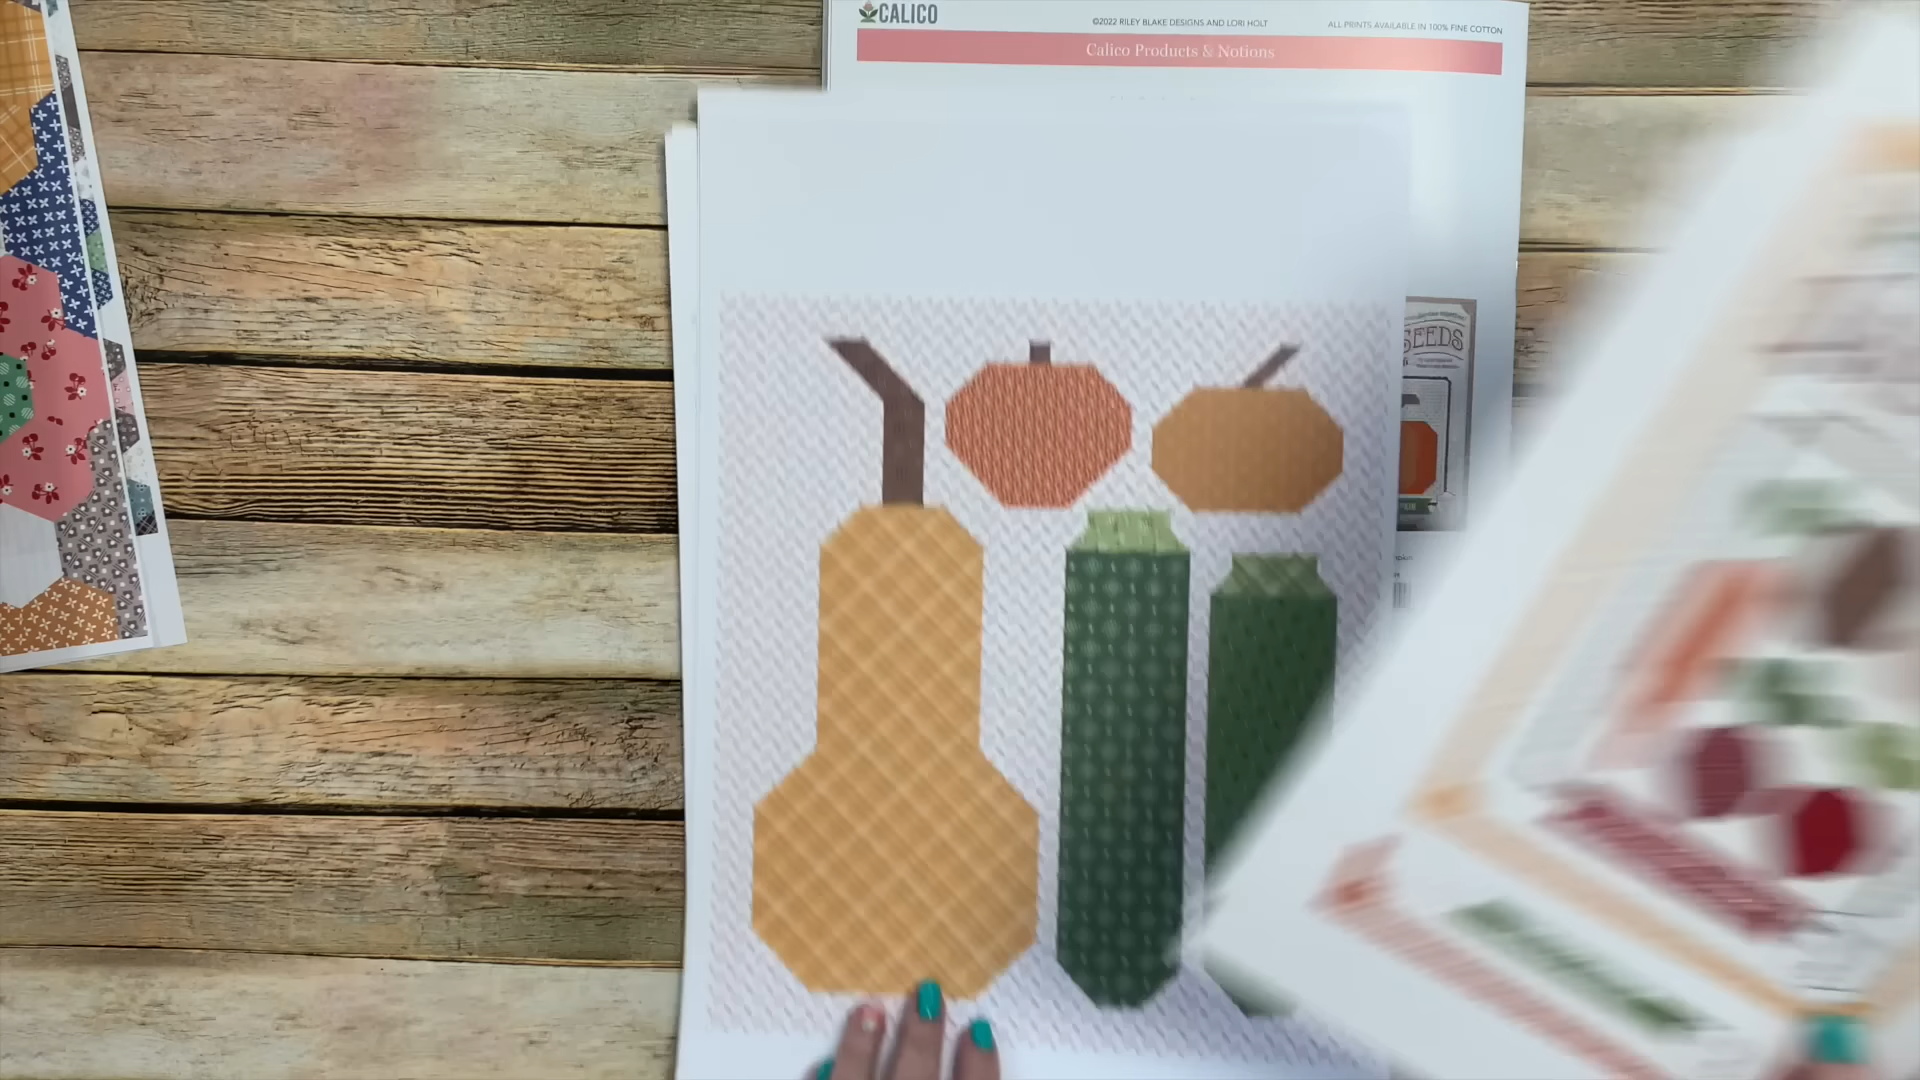 CALICO
©2022 RILEY BLAKE DESIGNS AND LORI HOLT
ALL PRINTS AVAILABLE IN 100% FINE COTTON
Calico Products & Notions
SEEDS